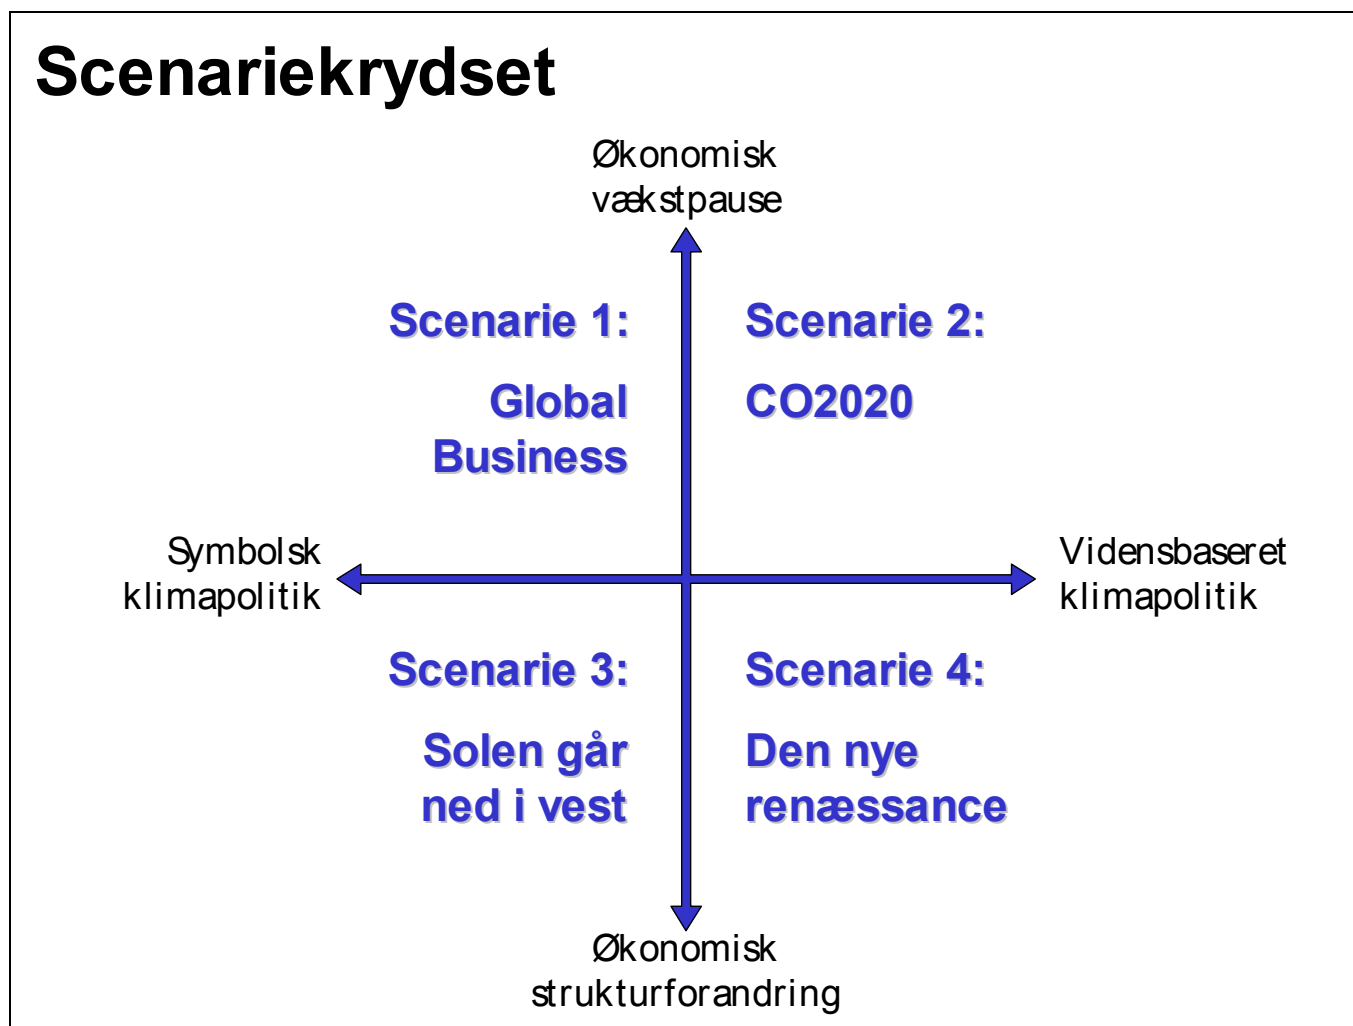 Scenariekrydset
Økonomisk
vækstpause
Scenarie 1:
Global
Business
Scenarie 2:
CO2020
Symbolsk
klimapolitik
Vidensbaseret
klimapolitik
Scenarie 3:
Solen går
ned i vest
Scenarie 4:
Den nye
renæssance
Økonomisk
strukturforandring